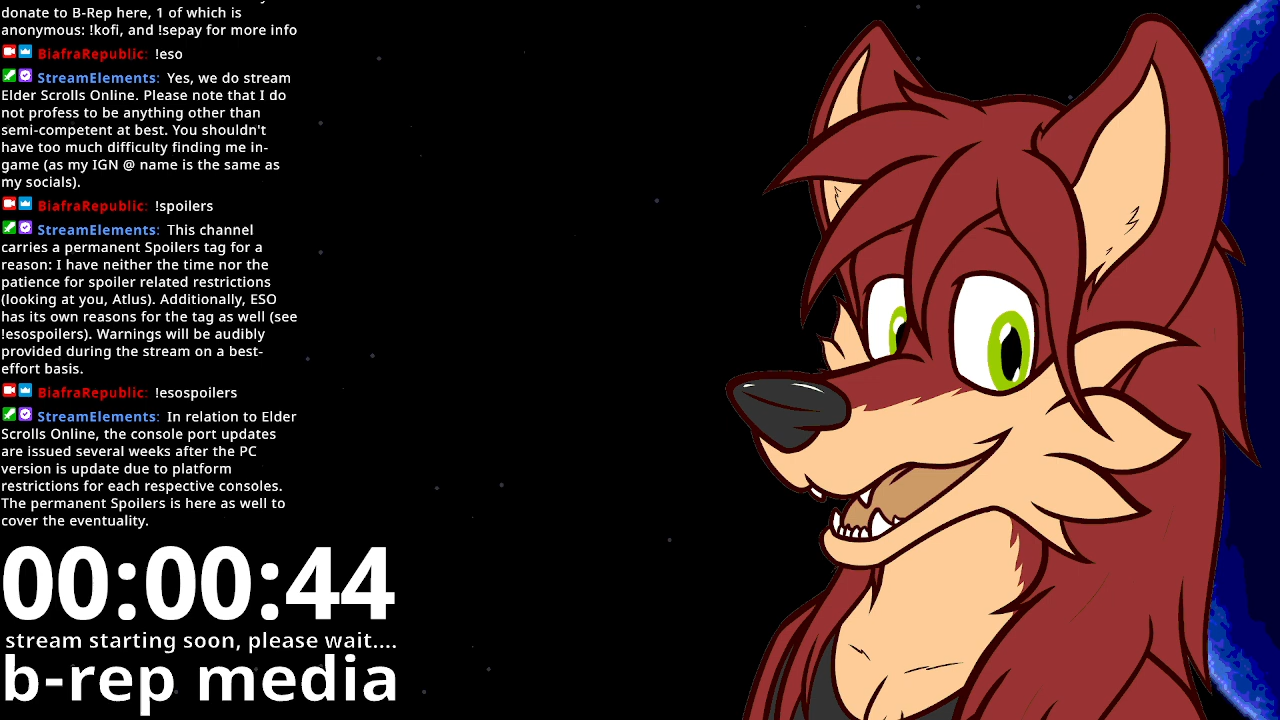 donate to B-Rep here, 1 of which is
anonymous: !kofi, and !sepay for more info
BiafraRepublic: !eso
StreamElements: Yes, we do stream
Elder Scrolls Online. Please note that I do
not profess to be anything other than
semi-competent at best. You shouldn't
have too much difficulty finding me in-
game (as my IGN @ name is the same as
my socials).
BiafraRepublic: !spoilers
StreamElements: This channel
carries a permanent Spoilers tag for a
reason: I have neither the time nor the
patience for spoiler related restrictions
(looking at you, Atlus). Additionally, ESO
has its own reasons for the tag as well (see
!esospoilers). Warnings will be audibly
provided during the stream on a best-
effort basis.
BiafraRepublic: !esospoilers
StreamElements: In relation to Elder
Scrolls Online, the console port updates
are issued several weeks after the PC
version is update due to platform
restrictions for each respective consoles.
The permanent Spoilers is here as well to
cover the eventuality.
00:00:44
stream starting soon, please wait....
b-rep media